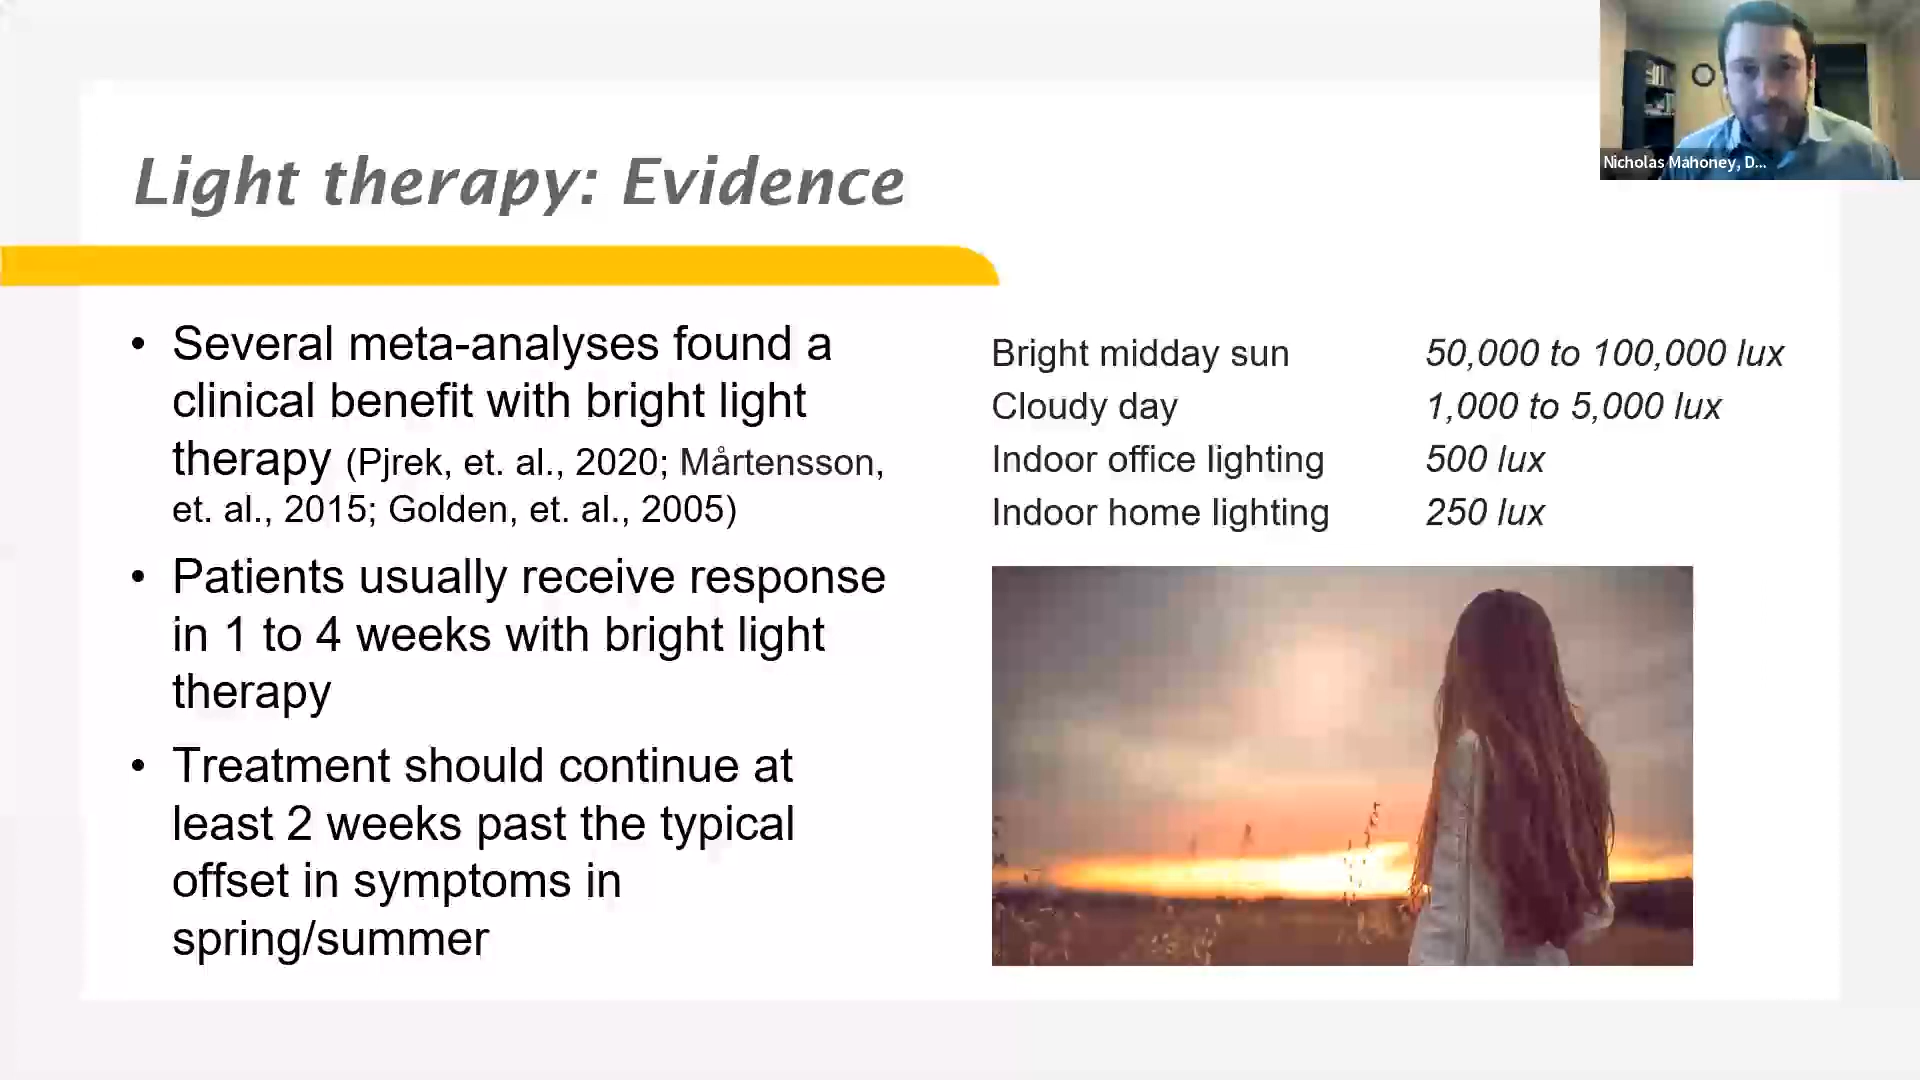 Nicholas Mahoney, D...
Light therapy: Evidence
• Several meta-analyses found a
clinical benefit with bright light
therapy (Pjrek, et. al., 2020; Mårtensson,
et. al., 2015; Golden, et. al., 2005)
• Patients usually receive response
in 1 to 4 weeks with bright light
therapy
• Treatment should continue at
least 2 weeks past the typical
offset in symptoms in
spring/summer
Bright midday sun 50,000 to 100,000 lux
Cloudy day 1,000 to 5,000 lux
Indoor office lighting 500 lux
Indoor home lighting 250 lux